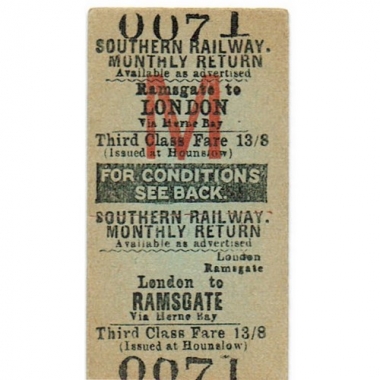 0071
SOUTHERN RAILWAY.
MONTHLY RETURN
Available as advertised
Ramsgate to
LONDON
Via Herne Bay
M
Third Class Fare 13/8
(Issued at Hounslow)
FOR CONDITIONS
SEE BACK.
SOUTHERN RAILWAY.
MONTHLY RETURN
Available as advertised
London
Ramsgate
London to
RAMSGATE
Via Herne Bay
Third Class Fare 13/8
(Issued at Hounslow)
0071